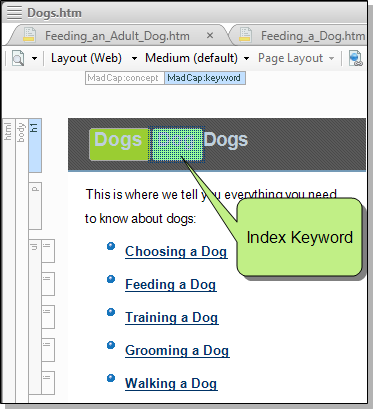 Dogs.htm
Feeding_an_Adult_Dog.htm × Feeding_a_Dog.htm
Layout (Web) Medium (default) Page Layout
MadCap:concept MadCap:keyword
html body h1
Dogs Dogs
p
This is where we tell you everything you need
to know about dogs:
Index Keyword
ul
li Choosing a Dog
li Feeding a Dog
li Training a Dog
li Grooming a Dog
li Walking a Dog